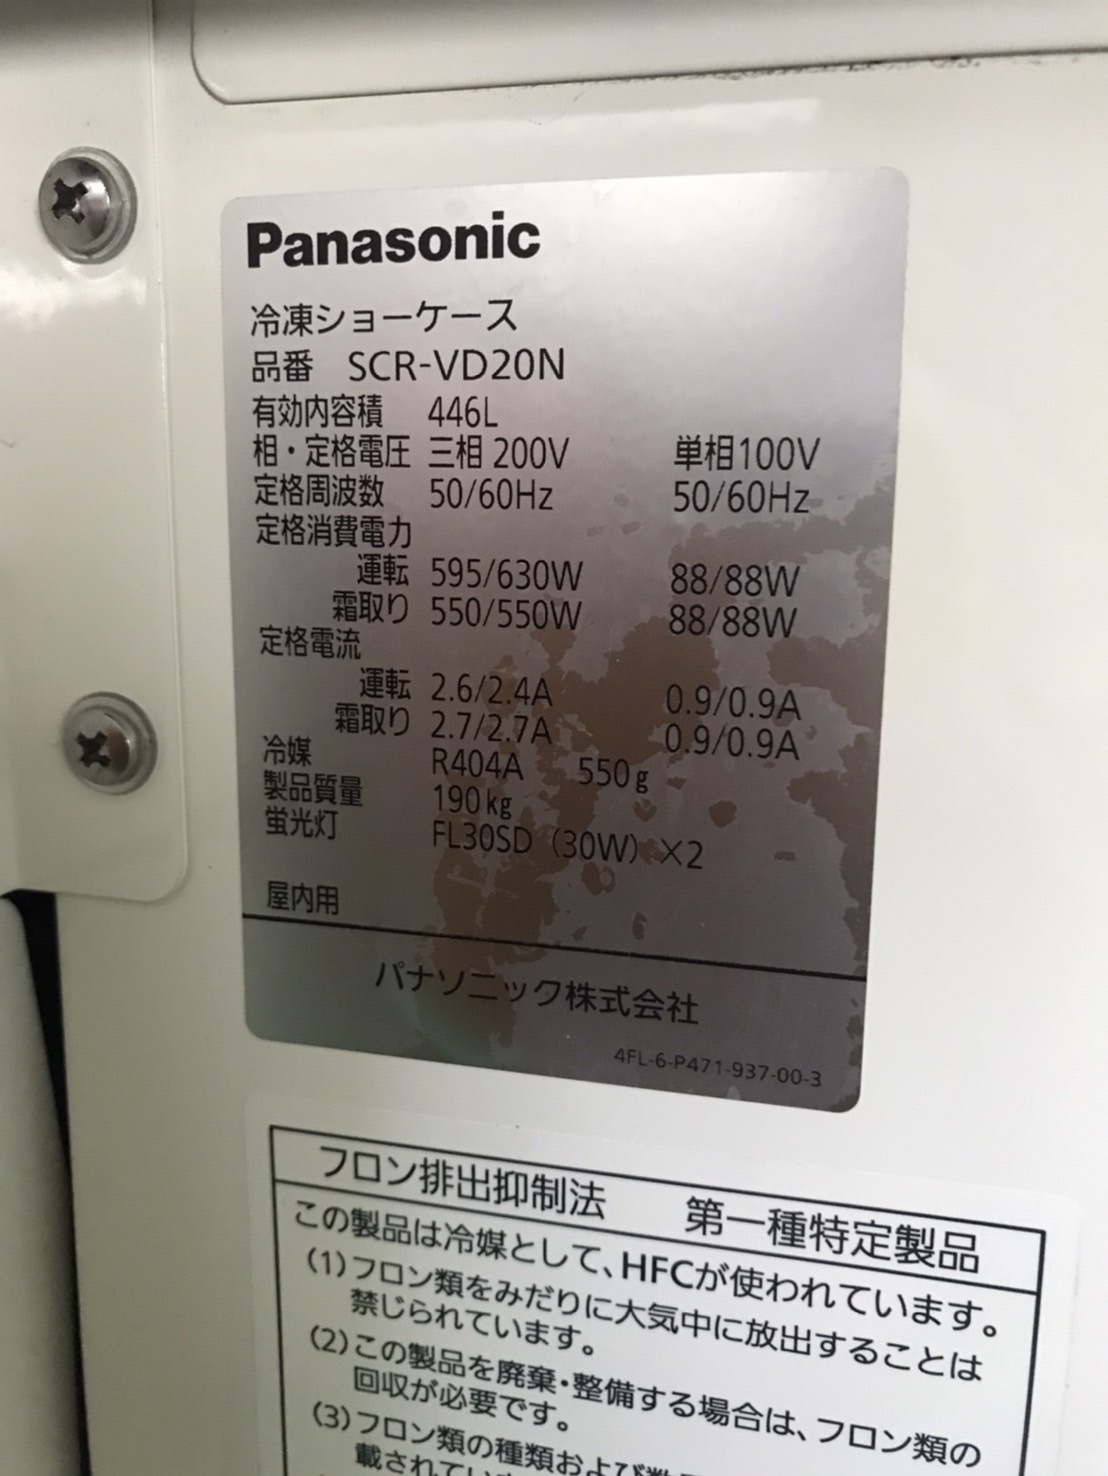 Panasonic
冷凍ショーケース
品番 SCR-VD20N
有効内容積 446L
相・定格電圧 三相 200V 単相100V
定格周波数 50/60Hz 50/60Hz
定格消費電力
運転 595/630W 88/88W
霜取り 550/550W 88/88W
定格電流
運転 2.6/2.4A 0.9/0.9A
霜取り 2.7/2.7A 0.9/0.9A
冷媒 R404A 550g
製品質量 190kg
蛍光灯 FL30SD（30W）×2
屋内用
パナソニック株式会社
4FL-6-P471-937-00-3
フロン排出抑制法 第一種特定製品
この製品は冷媒として、HFCが使われています。
(1)フロン類をみだりに大気中に放出することは
禁じられています。
(2)この製品を廃棄・整備する場合は、フロン類の
回収が必要です。
(3)フロン類の種類および数
載されてい